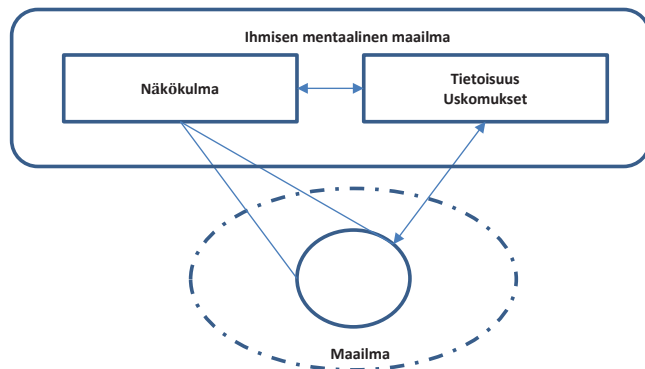 Ihmisen mentaalinen maailma
Näkökulma
Tietoisuus
Uskomukset
Maailma